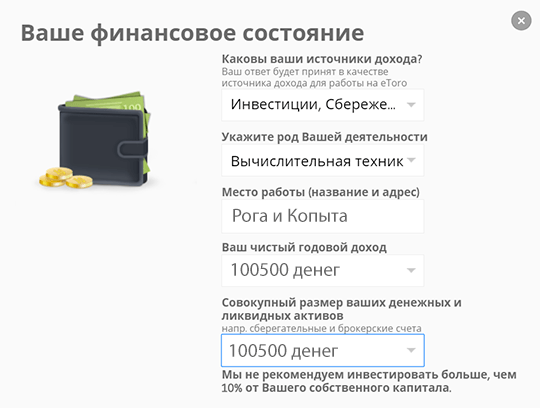 Ваше финансовое состояние
Каковы ваши источники дохода?
Ваш ответ будет принят в качестве
источника дохода для работы на eToro
Инвестиции, Сбереже...
Укажите род Вашей деятельности
Вычислительная техник
Место работы (название и адрес)
Рога и Копыта
Ваш чистый годовой доход
100500 денег
Совокупный размер ваших денежных и
ликвидных активов
напр. сберегательные и брокерские счета
100500 денег
Мы не рекомендуем инвестировать больше, чем
10% от Вашего собственного капитала.